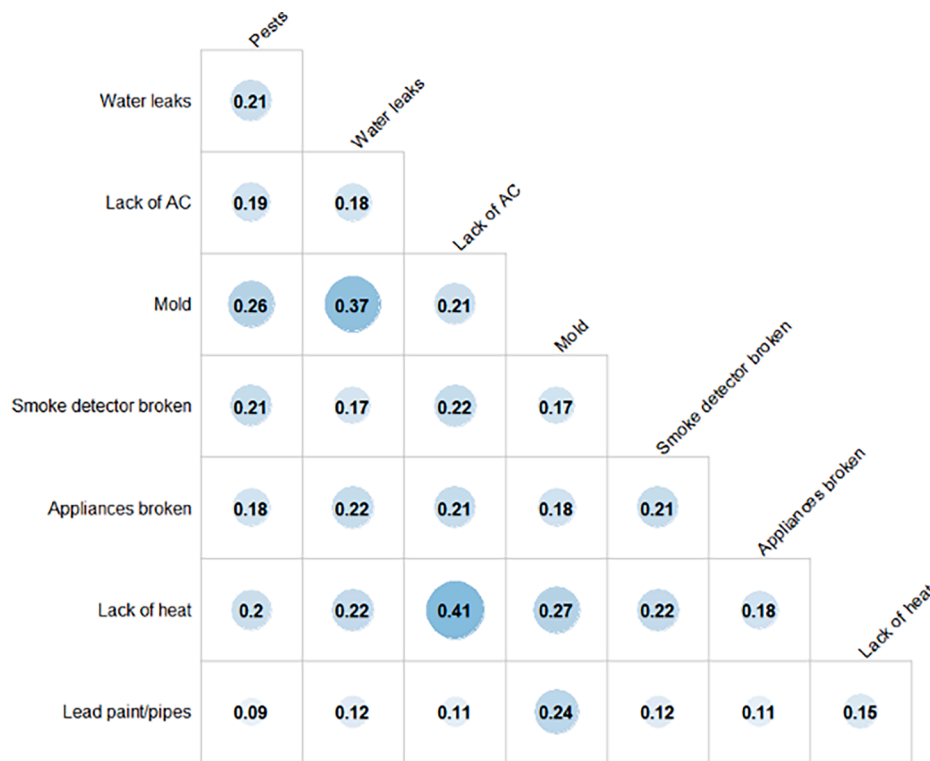 Pests
Water leaks 0.21
Water leaks
Lack of AC 0.19 0.18
Lack of AC
Mold 0.26 0.37 0.21
Mold
Smoke detector broken 0.21 0.17 0.22 0.17
Smoke detector broken
Appliances broken 0.18 0.22 0.21 0.18 0.21
Appliances broken
Lack of heat 0.2 0.22 0.41 0.27 0.22 0.18
Lack of heat
Lead paint/pipes 0.09 0.12 0.11 0.24 0.12 0.11 0.15